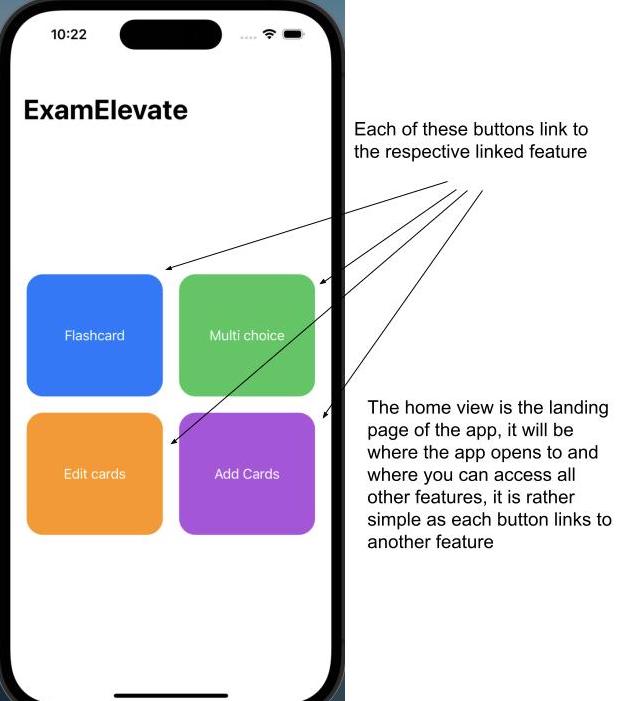 10:22
ExamElevate
Each of these buttons link to
the respective linked feature
Flashcard
Multi choice
Edit cards
Add Cards
The home view is the landing
page of the app, it will be
where the app opens to and
where you can access all
other features, it is rather
simple as each button links to
another feature